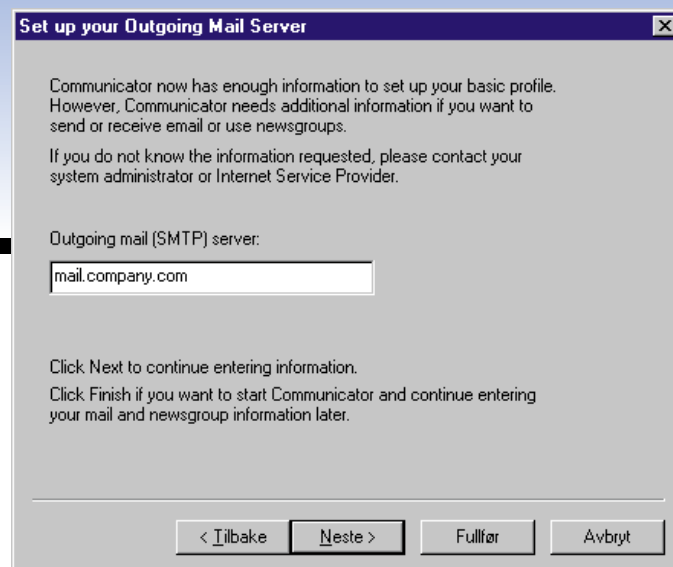 Set up your Outgoing Mail Server
Communicator now has enough information to set up your basic profile.
However, Communicator needs additional information if you want to
send or receive email or use newsgroups.
If you do not know the information requested, please contact your
system administrator or Internet Service Provider.
Outgoing mail (SMTP) server:
mail.company.com
Click Next to continue entering information.
Click Finish if you want to start Communicator and continue entering
your mail and newsgroup information later.
< Tilbake Neste > Fullfør Avbryt